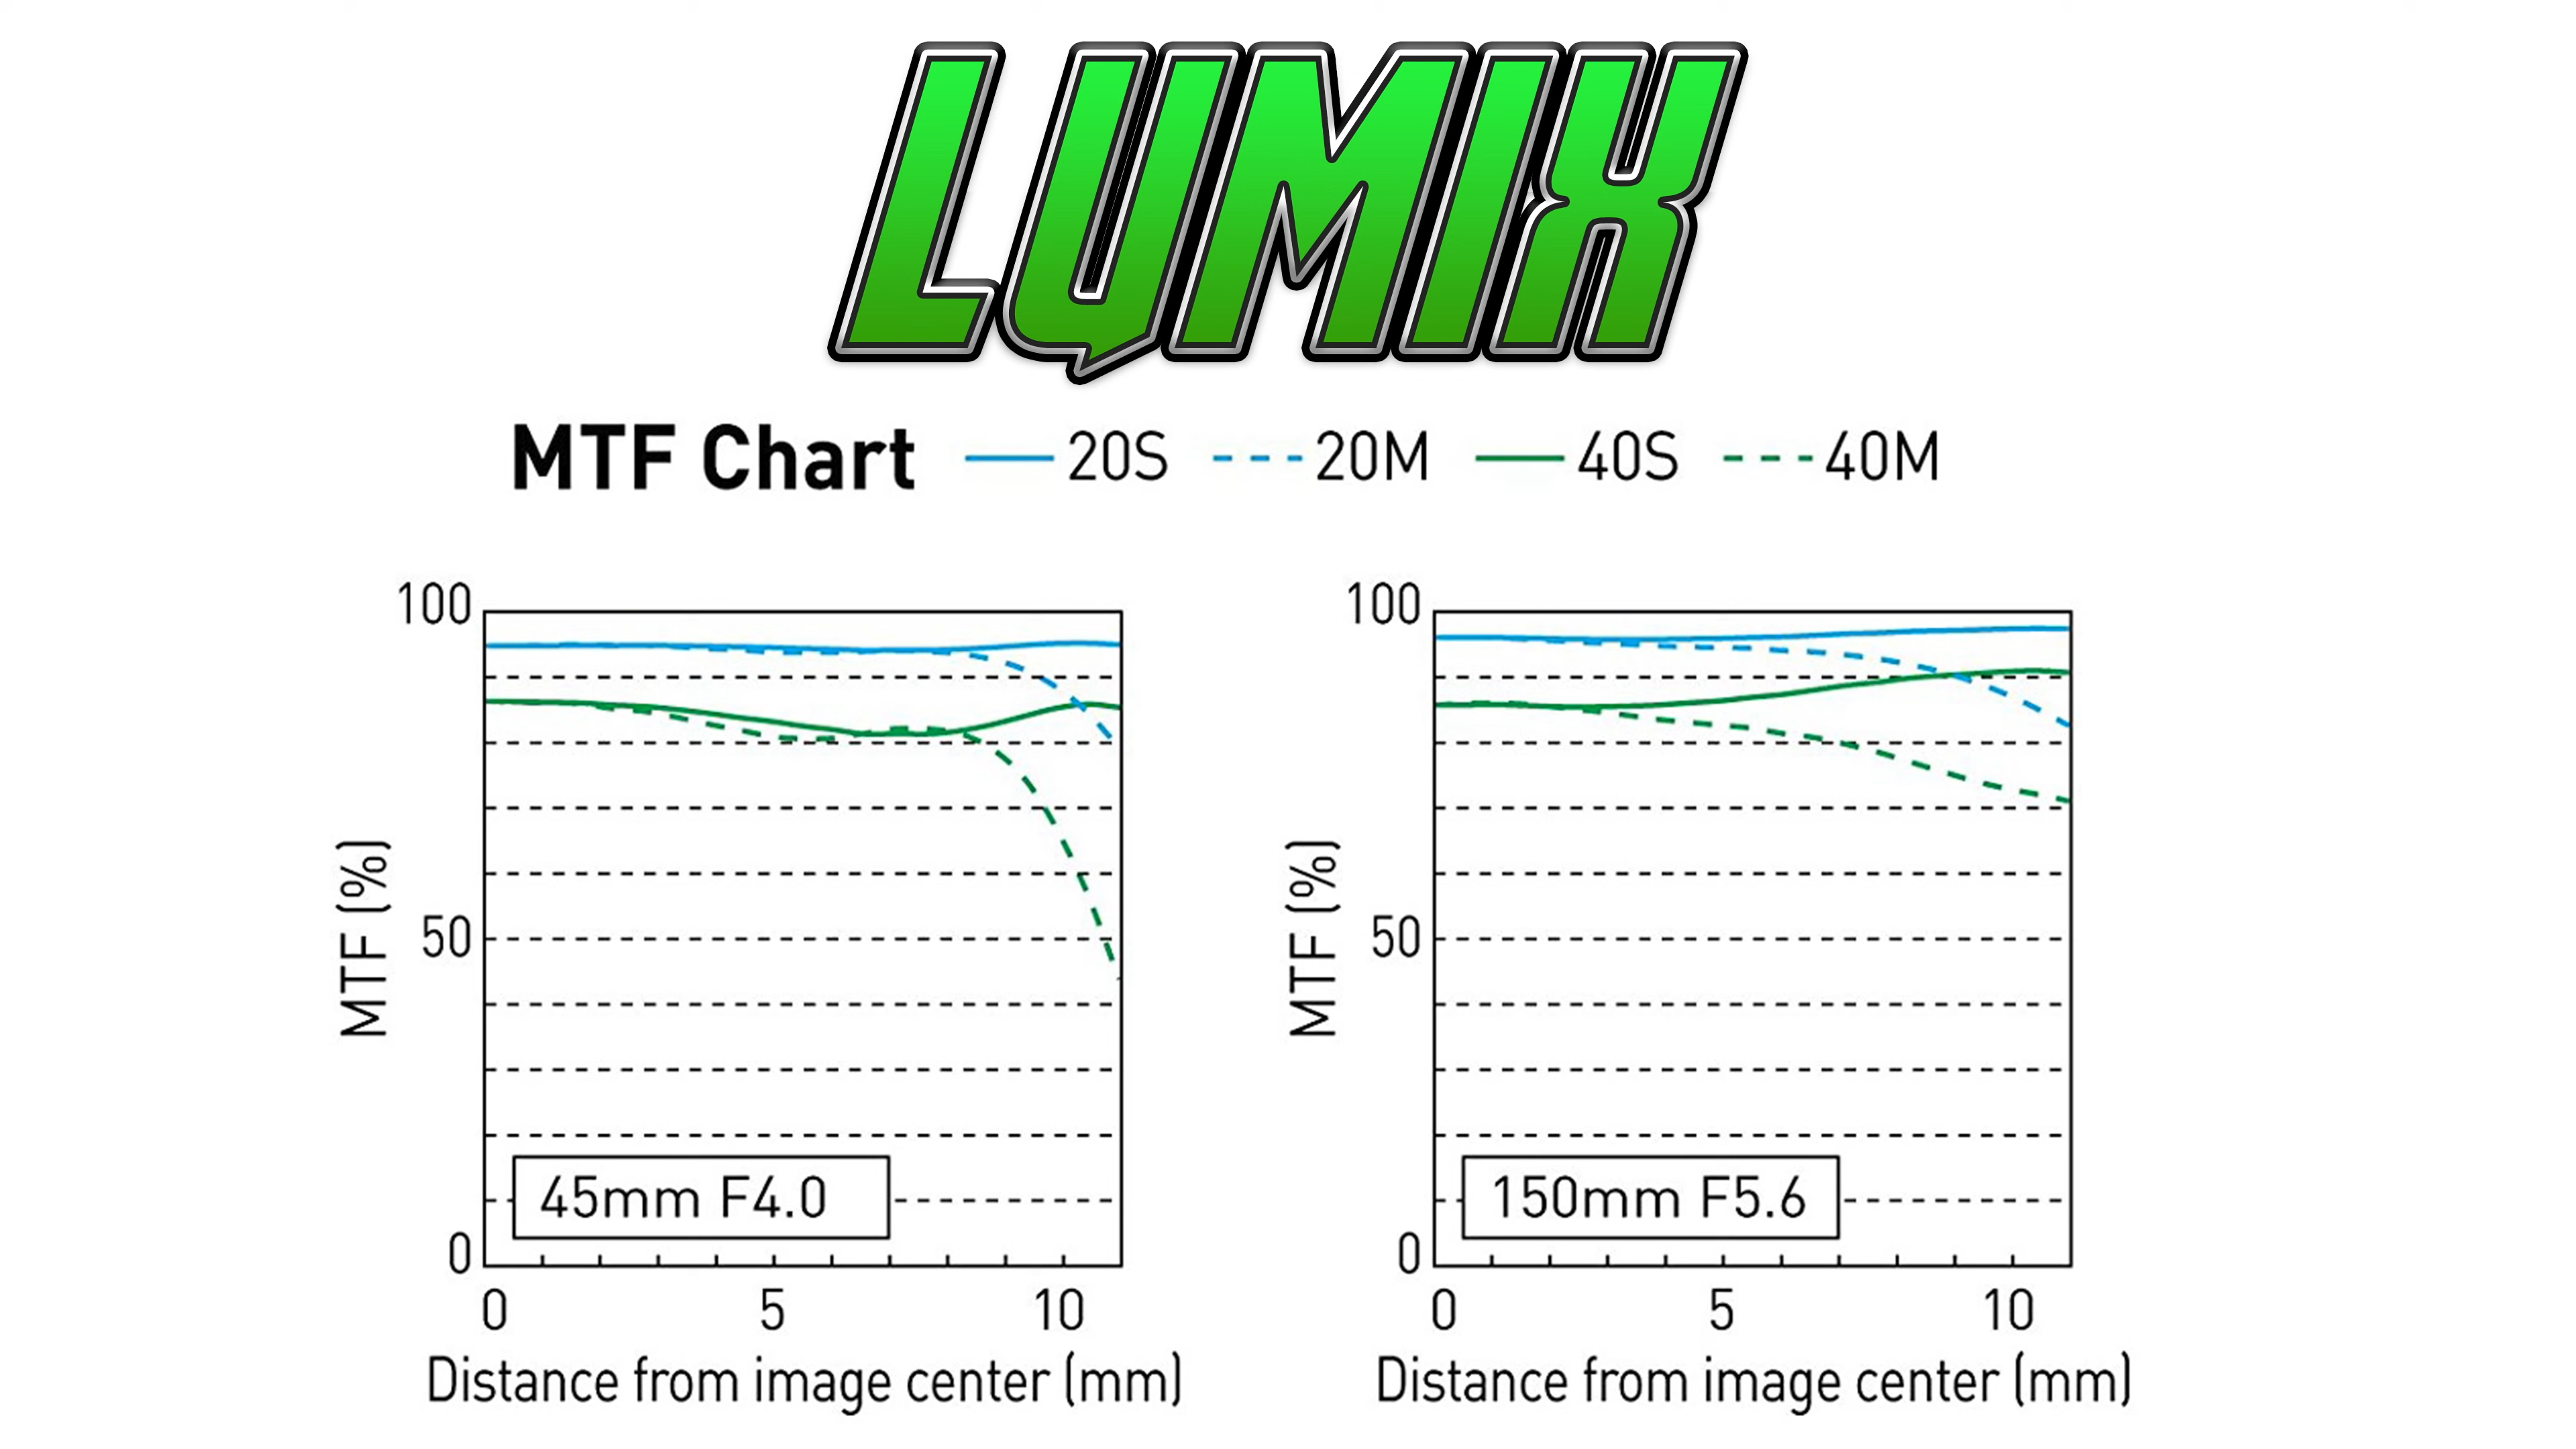 LUMIX
MTF Chart 20S 20M 40S 40M
100
50
0
MTF (%)
45mm F4.0
0 5 10
Distance from image center (mm)
100
50
0
MTF (%)
150mm F5.6
0 5 10
Distance from image center (mm)